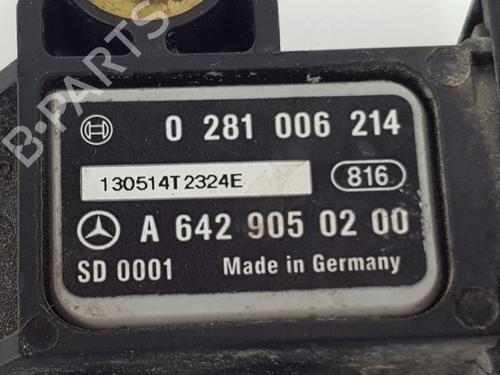 B-PARTS
0 281 006 214
130514T2324E
816
A 642 905 02 00
SD 0001 Made in Germany